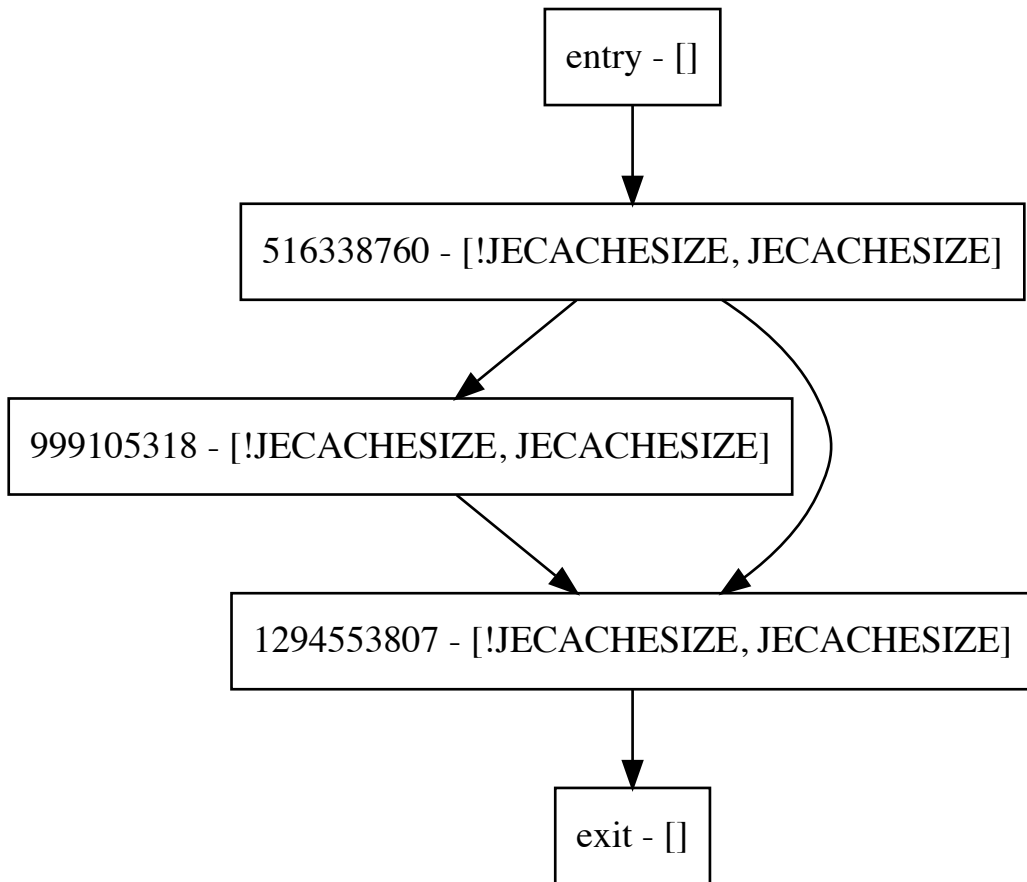 entry - []
516338760 - [!JECACHESIZE, JECACHESIZE]
999105318 - [!JECACHESIZE, JECACHESIZE]
1294553807 - [!JECACHESIZE, JECACHESIZE]
exit - []